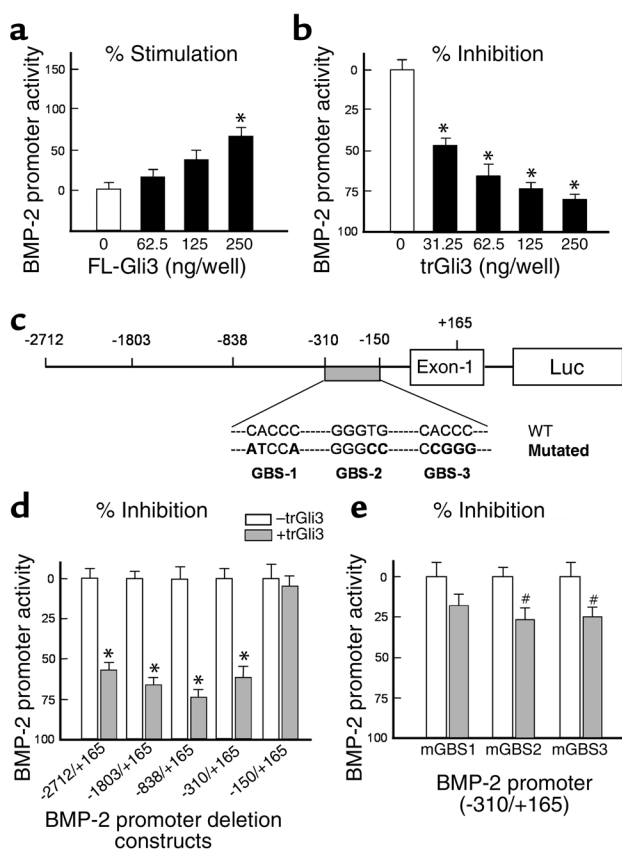 a
% Stimulation
BMP-2 promoter activity
150
100
50
0
0 62.5 125 250
*
FL-Gli3 (ng/well)
b
% Inhibition
BMP-2 promoter activity
0
25
50
75
100
* * * *
0 31.25 62.5 125 250
trGli3 (ng/well)
c
-2712 -1803 -838 -310 -150 +165
Exon-1 Luc
---CACCC------GGGTG------CACCC--- WT
---ATCCA------GGGCC------CCGGG--- Mutated
GBS-1 GBS-2 GBS-3
d
% Inhibition
–trGli3
+trGli3
BMP-2 promoter activity
0
25
50
75
100
* * * *
-2712/+165 -1803/+165 -838/+165 -310/+165 -150/+165
BMP-2 promoter deletion
constructs
e
% Inhibition
BMP-2 promoter activity
0
25
50
75
100
# #
mGBS1 mGBS2 mGBS3
BMP-2 promoter
(-310/+165)